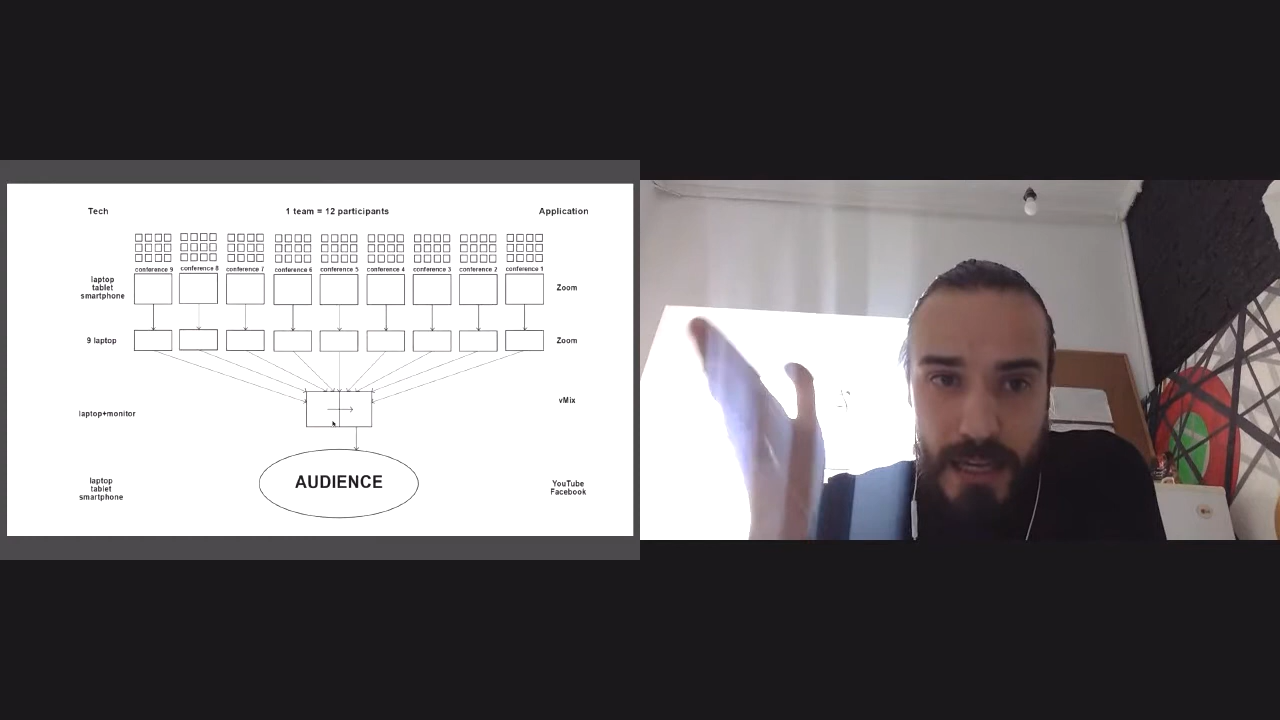 Tech
1 team = 12 participants
Application
conference 9 conference 8 conference 7 conference 6 conference 5 conference 4 conference 3 conference 2 conference 1
laptop
tablet
smartphone
Zoom
9 laptop
Zoom
laptop+monitor
vMix
laptop
tablet
smartphone
AUDIENCE
YouTube
Facebook